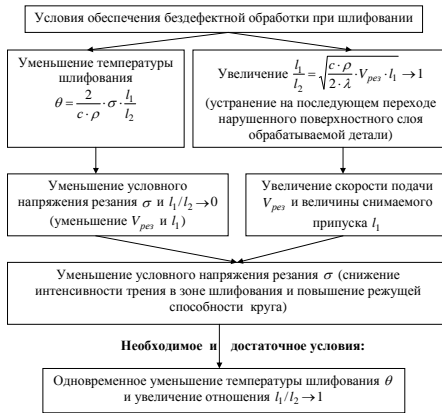 Условия обеспечения бездефектной обработки при шлифовании
Уменьшение температуры
шлифования
θ = 2/(c·ρ) · σ · l₁/l₂
Увеличение l₁/l₂ = √(c·ρ/(2·λ) · V_рез · l₁) → 1
(устранение на последующем переходе
нарушенного поверхностного слоя
обрабатываемой детали)
Уменьшение условного
напряжения резания σ и l₁/l₂ →0
(уменьшение V_рез и l₁)
Увеличение скорости подачи
V_рез и величины снимаемого
припуска l₁
Уменьшение условного напряжения резания σ (снижение
интенсивности трения в зоне шлифования и повышение режущей
способности круга)
Необходимое и достаточное условия:
Одновременное уменьшение температуры шлифования θ
и увеличение отношения l₁/l₂ →1